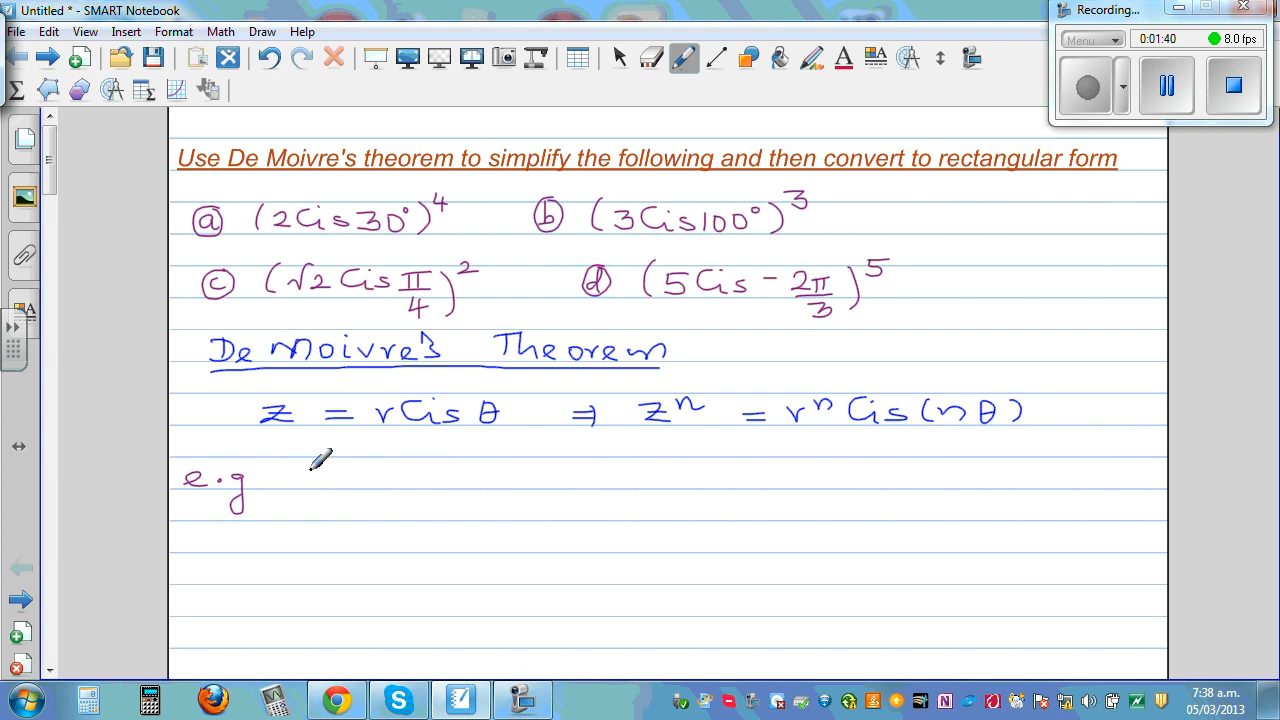 Untitled * - SMART Notebook
Recording...
File Edit View Insert Format Math Draw Help
Menu 0:01:40 8.0 fps
Use De Moivre's theorem to simplify the following and then convert to rectangular form
ⓐ (2Cis30°)⁴ ⓑ (3Cis100°)³
ⓒ (√2 Cis π/4)² ⓓ (5Cis -2π/3)⁵
De Moivre's Theorem
z = rCis θ ⇒ zⁿ = rⁿ Cis(nθ)
e.g
7:38 a.m.
05/03/2013